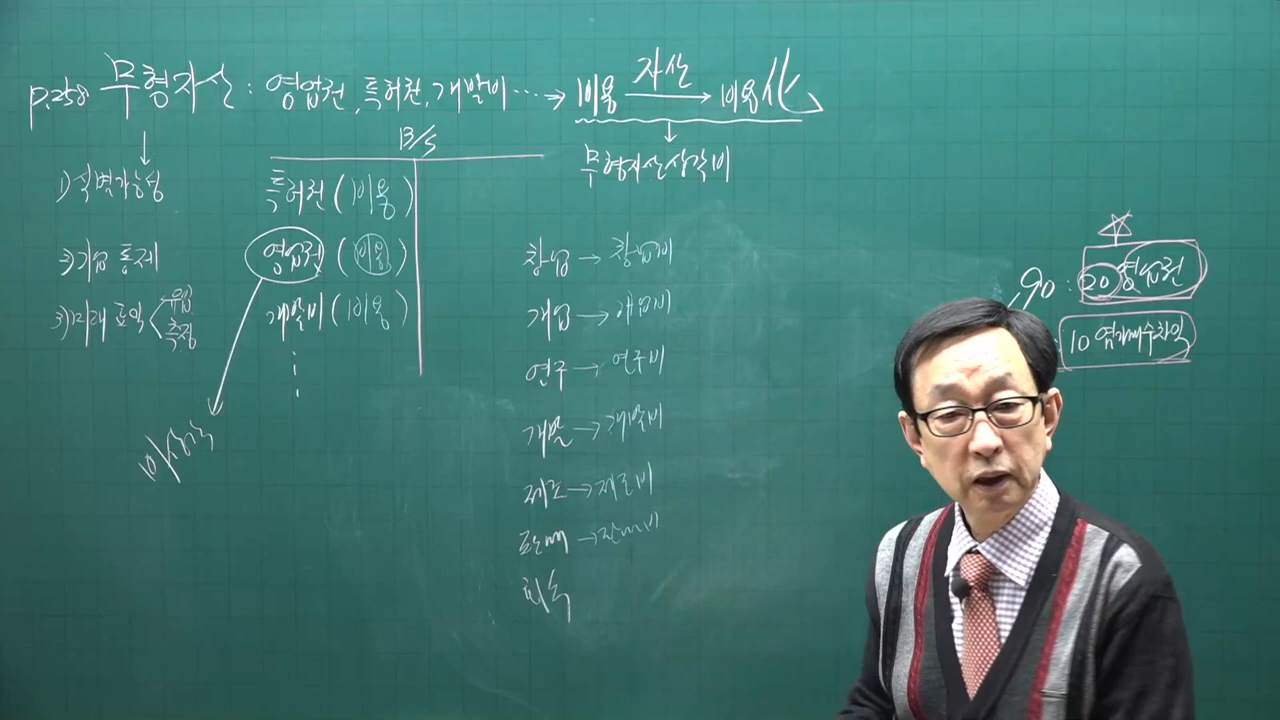 p.258 무형자산 : 영업권, 특허권, 개발비 ··· → 비용 자산 → 비용化
↓ 무형자산상각비
B/S
1) 식별가능성
2) 기업 통제
3) 미래 효익 < 유입 측정
특허권 (비용)
영업권 (비용)
개발비 (비용)
미상각
창업 → 창업비
개업 → 개업비
연구 → 연구비
개발 → 개발비
제조 → 제조비
판매 → 판매비
회수
90 : 20 영업권
10 염가매수차익